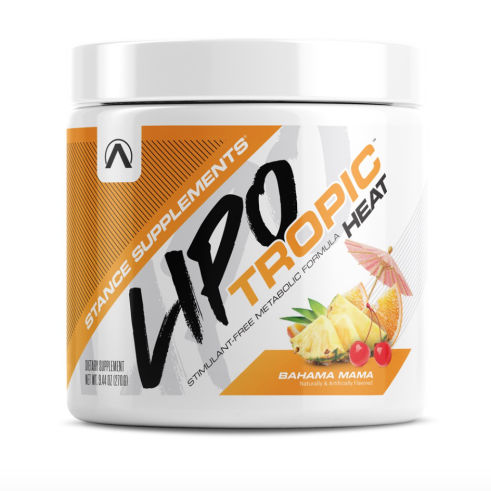 STANCE SUPPLEMENTS®
LIPO
TROPIC™
HEAT
STIMULANT-FREE METABOLIC FORMULA
DIETARY SUPPLEMENT
NET WT. 9.44 OZ (270G)
BAHAMA MAMA
Naturally & Artificially Flavored